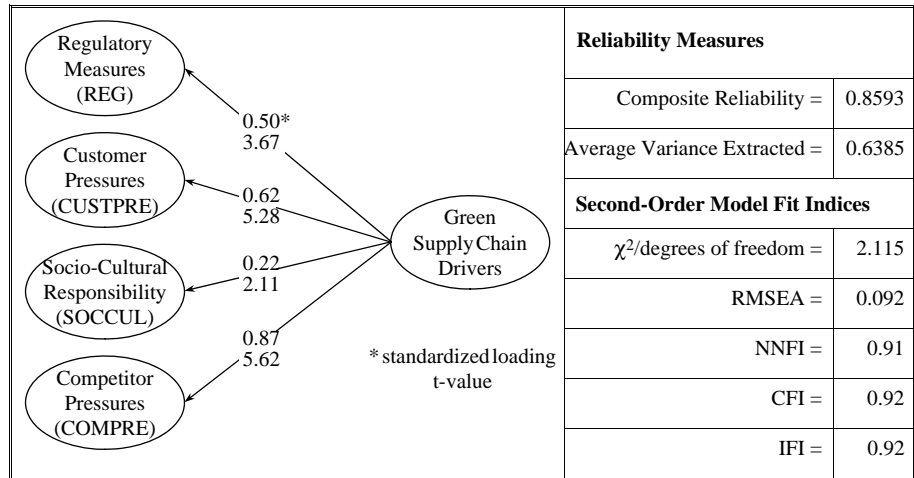 Regulatory
Measures
(REG)
0.50*
3.67
Customer
Pressures
(CUSTPRE)
0.62
5.28
Socio-Cultural
Responsibility
(SOCCUL)
0.22
2.11
Competitor
Pressures
(COMPRE)
0.87
5.62
Green
Supply Chain
Drivers
* standardized loading
t-value
Reliability Measures
Composite Reliability = 0.8593
Average Variance Extracted = 0.6385
Second-Order Model Fit Indices
χ²/degrees of freedom = 2.115
RMSEA = 0.092
NNFI = 0.91
CFI = 0.92
IFI = 0.92